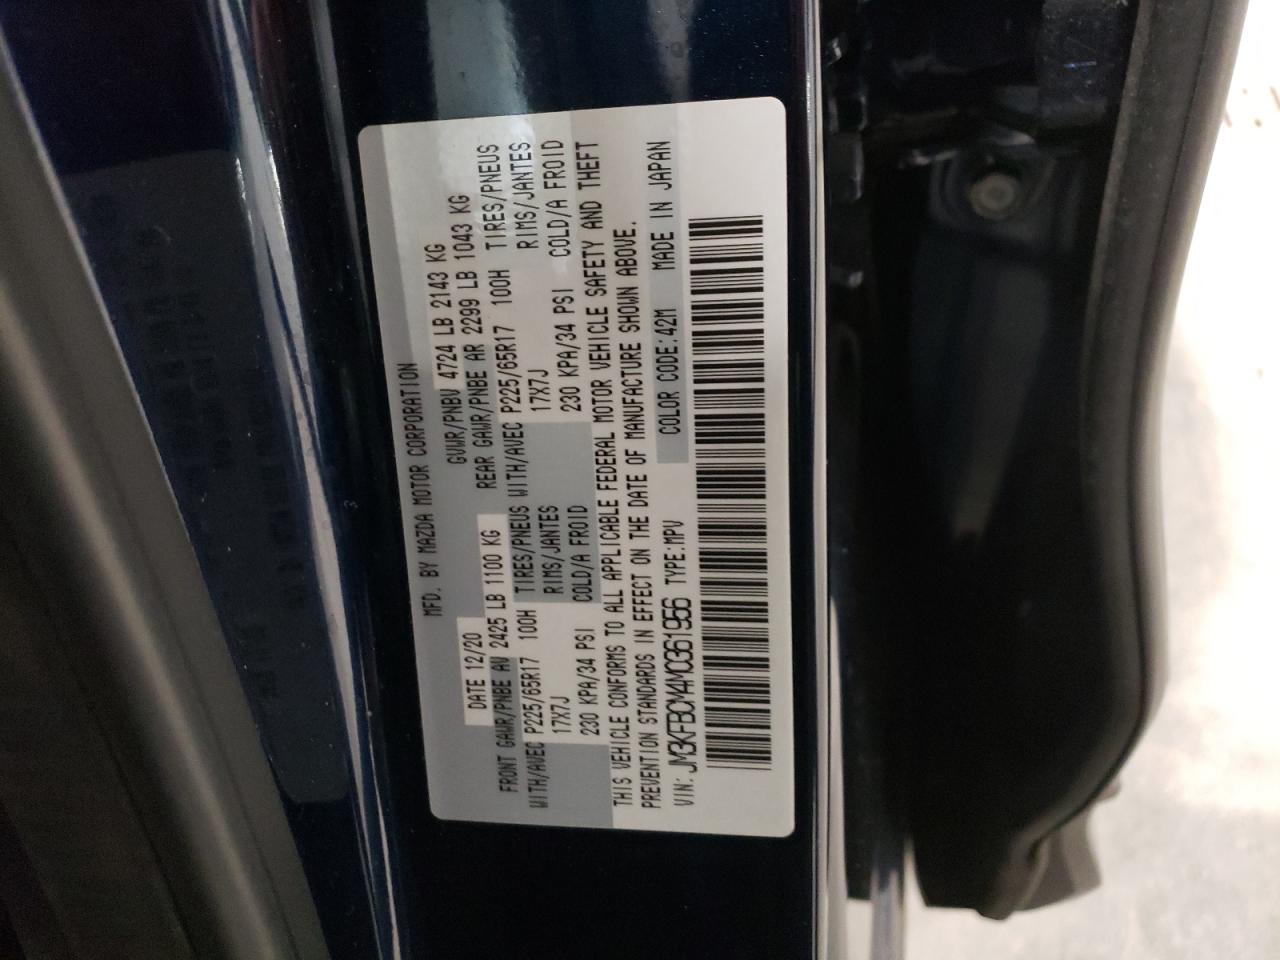 MFD. BY MAZDA MOTOR CORPORATION
DATE 12/20 GVWR/PNBV 4724 LB 2143 KG
FRONT GAWR/PNBE AV 2425 LB 1100 KG REAR GAWR/PNBE AR 2299 LB 1043 KG
WITH/AVEC P225/65R17 100H TIRES/PNEUS WITH/AVEC P225/65R17 100H TIRES/PNEUS
17X7J RIMS/JANTES 17X7J RIMS/JANTES
230 KPA/34 PSI COLD/A FROID 230 KPA/34 PSI COLD/A FROID
THIS VEHICLE CONFORMS TO ALL APPLICABLE FEDERAL MOTOR VEHICLE SAFETY AND THEFT
PREVENTION STANDARDS IN EFFECT ON THE DATE OF MANUFACTURE SHOWN ABOVE.
VIN: JM3KFBCM4M0361966 TYPE:MPV COLOR CODE:42M MADE IN JAPAN